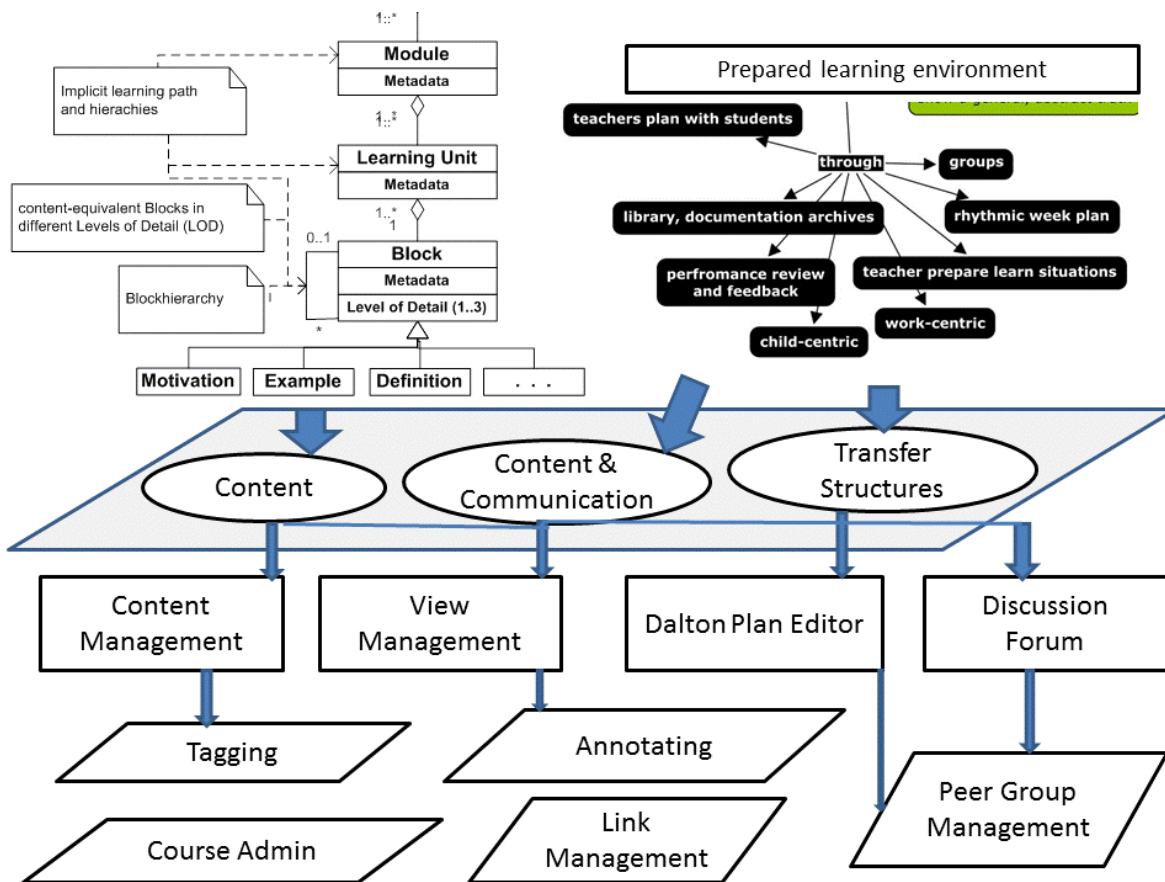 1::*
Module
Metadata
Implicit learning path
and hierachies
1::*
Learning Unit
Metadata
content-equivalent Blocks in
different Levels of Detail (LOD)
1..*
1
0..1
Block
Metadata
Level of Detail (1..3)
Blockhierarchy
*
Motivation
Example
Definition
. . .
Prepared learning environment
teachers plan with students
through
groups
library, documentation archives
rhythmic week plan
perfromance review
and feedback
teacher prepare learn situations
work-centric
child-centric
Content
Content &
Communication
Transfer
Structures
Content
Management
View
Management
Dalton Plan Editor
Discussion
Forum
Tagging
Annotating
Peer Group
Management
Course Admin
Link
Management